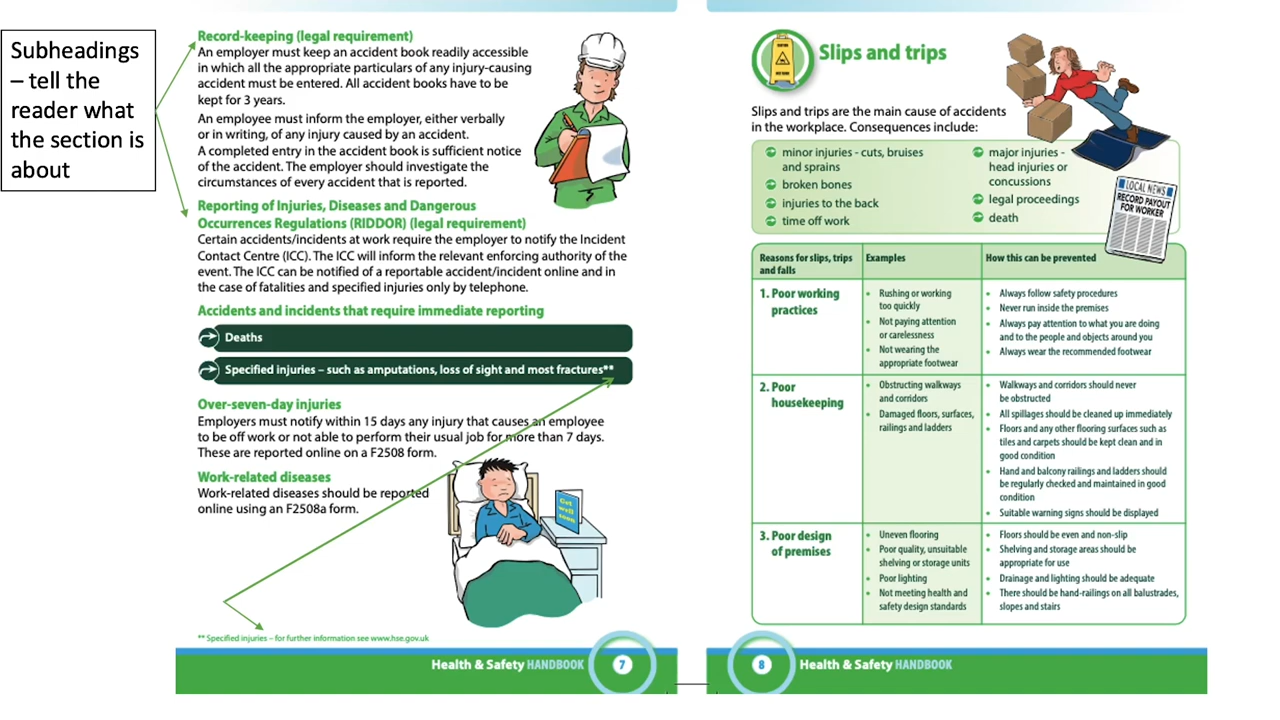 Subheadings
– tell the
reader what
the section is
about
Record-keeping (legal requirement)
An employer must keep an accident book readily accessible
in which all the appropriate particulars of any injury-causing
accident must be entered. All accident books have to be
kept for 3 years.
An employee must inform the employer, either verbally
or in writing, of any injury caused by an accident.
A completed entry in the accident book is sufficient notice
of the accident. The employer should investigate the
circumstances of every accident that is reported.
Reporting of Injuries, Diseases and Dangerous
Occurrences Regulations (RIDDOR) (legal requirement)
Certain accidents/incidents at work require the employer to notify the Incident
Contact Centre (ICC). The ICC will inform the relevant enforcing authority of the
event. The ICC can be notified of a reportable accident/incident online and in
the case of fatalities and specified injuries only by telephone.
Accidents and incidents that require immediate reporting
Deaths
Specified injuries – such as amputations, loss of sight and most fractures**
Over-seven-day injuries
Employers must notify within 15 days any injury that causes an employee
to be off work or not able to perform their usual job for more than 7 days.
These are reported online on a F2508 form.
Work-related diseases
Work-related diseases should be reported
online using an F2508a form.
Get
well
soon
** Specified injuries – for further information see www.hse.gov.uk
Health & Safety HANDBOOK
7
Slips and trips
Slips and trips are the main cause of accidents
in the workplace. Consequences include:
minor injuries - cuts, bruises
and sprains
broken bones
injuries to the back
time off work
major injuries -
head injuries or
concussions
legal proceedings
death
LOCAL NEWS
RECORD PAYOUT
FOR WORKER
Reasons for slips, trips
and falls
Examples
How this can be prevented
1. Poor working
practices
• Rushing or working
too quickly
• Not paying attention
or carelessness
• Not wearing the
appropriate footwear
• Always follow safety procedures
• Never run inside the premises
• Always pay attention to what you are doing
and to the people and objects around you
• Always wear the recommended footwear
2. Poor
housekeeping
• Obstructing walkways
and corridors
• Damaged floors, surfaces,
railings and ladders
• Walkways and corridors should never
be obstructed
• All spillages should be cleaned up immediately
• Floors and any other flooring surfaces such as
tiles and carpets should be kept clean and in
good condition
• Hand and balcony railings and ladders should
be regularly checked and maintained in good
condition
• Suitable warning signs should be displayed
3. Poor design
of premises
• Uneven flooring
• Poor quality, unsuitable
shelving or storage units
• Poor lighting
• Not meeting health and
safety design standards
• Floors should be even and non-slip
• Shelving and storage areas should be
appropriate for use
• Drainage and lighting should be adequate
• There should be hand-railings on all balustrades,
slopes and stairs
8
Health & Safety HANDBOOK